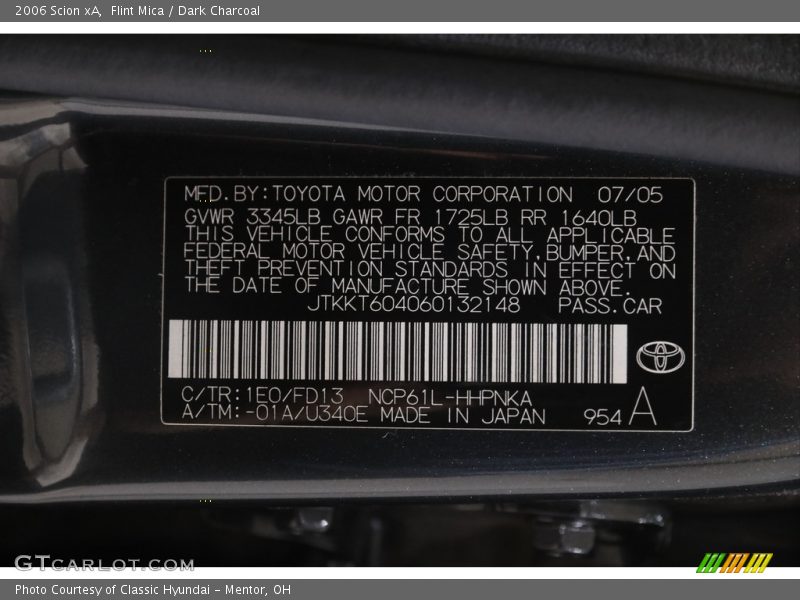 2006 Scion xA, Flint Mica / Dark Charcoal
MFD.BY:TOYOTA MOTOR CORPORATION 07/05
GVWR 3345LB GAWR FR 1725LB RR 1640LB
THIS VEHICLE CONFORMS TO ALL APPLICABLE
FEDERAL MOTOR VEHICLE SAFETY,BUMPER,AND
THEFT PREVENTION STANDARDS IN EFFECT ON
THE DATE OF MANUFACTURE SHOWN ABOVE.
JTKKT604060132148 PASS.CAR
C/TR:1E0/FD13 NCP61L-HHPNKA
A/TM:-01A/U340E MADE IN JAPAN 954 A
GTCARLOT.COM
Photo Courtesy of Classic Hyundai - Mentor, OH